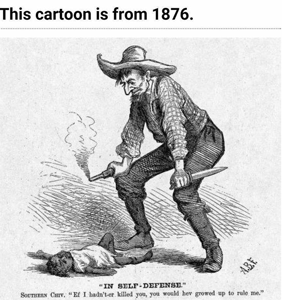 This cartoon is from 1876.
"IN SELF-DEFENSE."
SOUTHERN CHIV. "Ef I hadn't-er killed you, you would hev growed up to rule me."